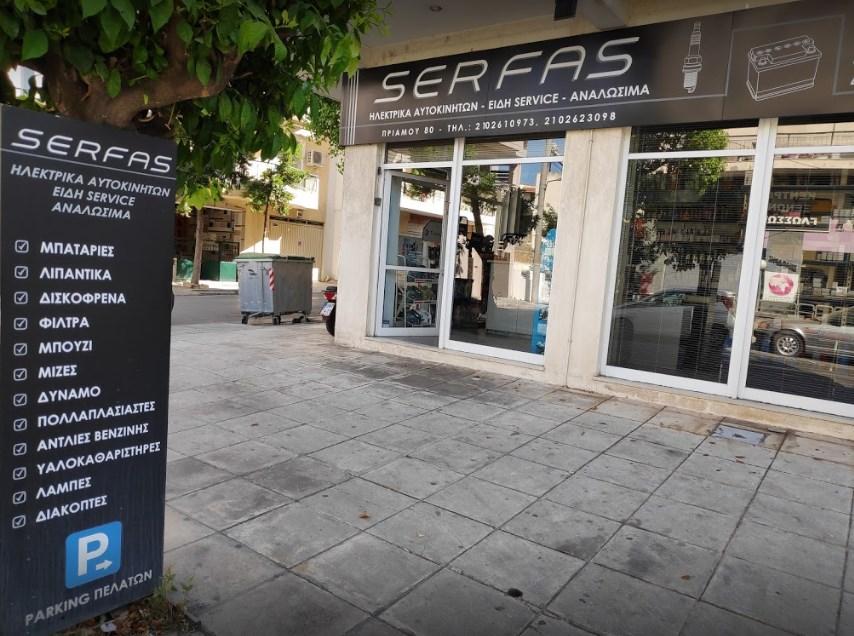 SERFAS
ΗΛΕΚΤΡΙΚΑ ΑΥΤΟΚΙΝΗΤΩΝ - ΕΙΔΗ SERVICE - ΑΝΑΛΩΣΙΜΑ
ΠΡΙΑΜΟΥ 80 - ΤΗΛ.: 2102610973, 2102623098
SERFAS
ΗΛΕΚΤΡΙΚΑ ΑΥΤΟΚΙΝΗΤΩΝ
ΕΙΔΗ SERVICE
ΑΝΑΛΩΣΙΜΑ
ΜΠΑΤΑΡΙΕΣ
ΛΙΠΑΝΤΙΚΑ
ΔΙΣΚΟΦΡΕΝΑ
ΦΙΛΤΡΑ
ΜΠΟΥΖΙ
ΜΙΖΕΣ
ΔΥΝΑΜΟ
ΠΟΛΛΑΠΛΑΣΙΑΣΤΕΣ
ΑΝΤΛΙΕΣ ΒΕΝΖΙΝΗΣ
ΥΑΛΟΚΑΘΑΡΙΣΤΗΡΕΣ
ΛΑΜΠΕΣ
ΔΙΑΚΟΠΤΕΣ
P
PARKING ΠΕΛΑΤΩΝ